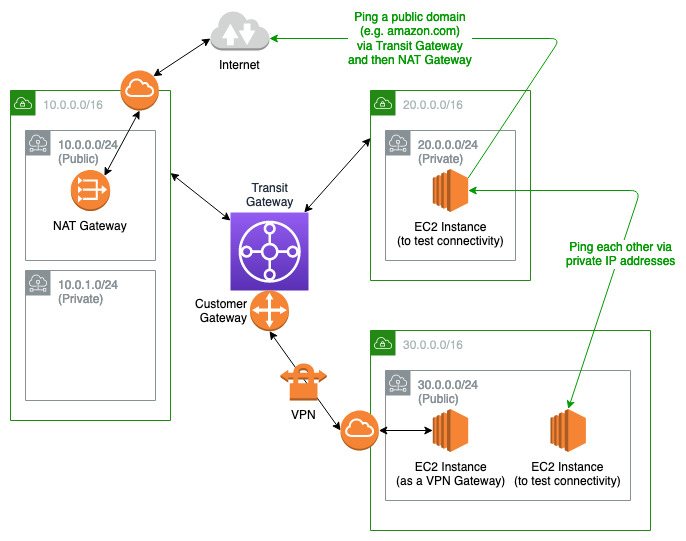 Ping a public domain
(e.g. amazon.com)
via Transit Gateway
and then NAT Gateway
Internet
10.0.0.0/16
10.0.0.0/24
(Public)
NAT Gateway
10.0.1.0/24
(Private)
Transit
Gateway
Customer
Gateway
VPN
20.0.0.0/16
20.0.0.0/24
(Private)
EC2 Instance
(to test connectivity)
Ping each other via
private IP addresses
30.0.0.0/16
30.0.0.0/24
(Public)
EC2 Instance
(as a VPN Gateway)
EC2 Instance
(to test connectivity)